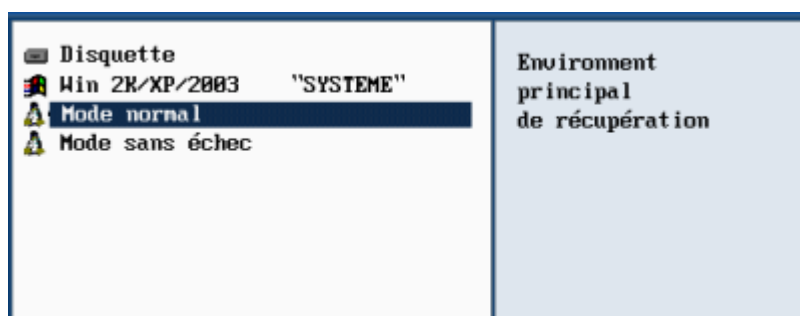 Disquette
Win 2K/XP/2003 "SYSTEME"
Mode normal
Mode sans échec
Environment
principal
de récupération